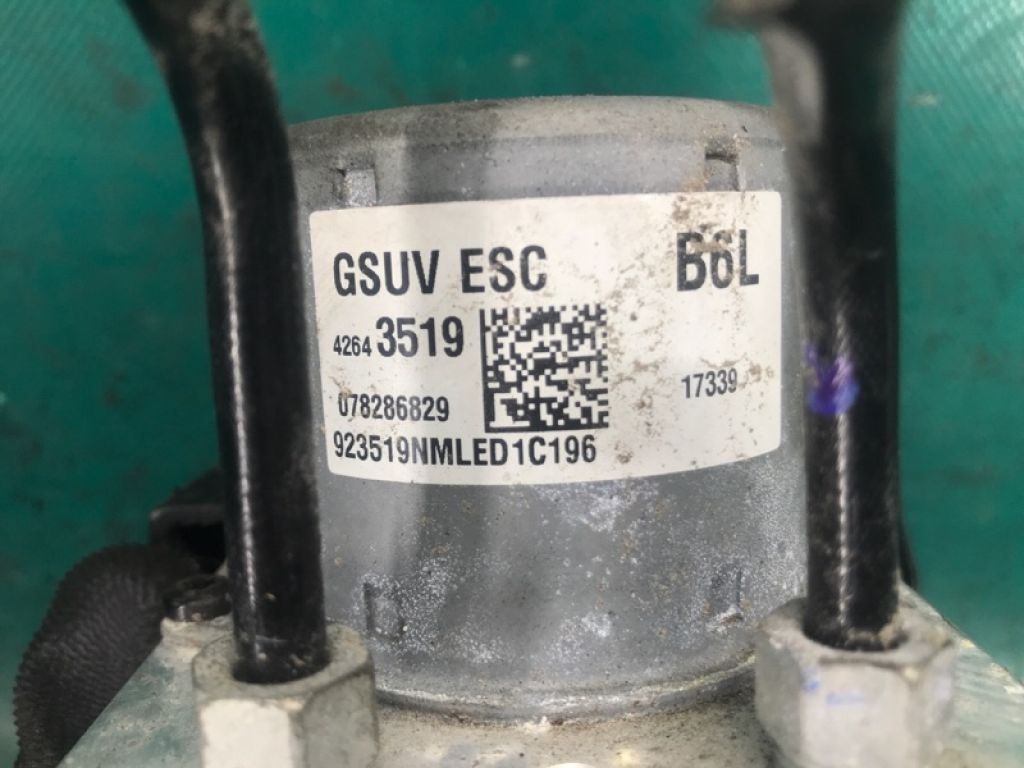 GSUV ESC B6L
4264 3519
17339
078286829
923519NMLED1C196